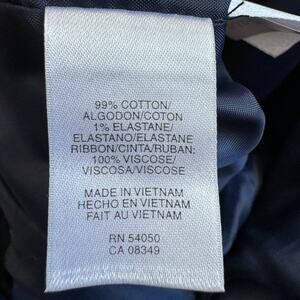 99% COTTON/
ALGODON/COTON
1% ELASTANE/
ELASTANO/ELASTANE
RIBBON/CINTA/RUBAN:
100% VISCOSE/
VISCOSA/VISCOSE
MADE IN VIETNAM
HECHO EN VIETNAM
FAIT AU VIETNAM
RN 54050
CA 08349